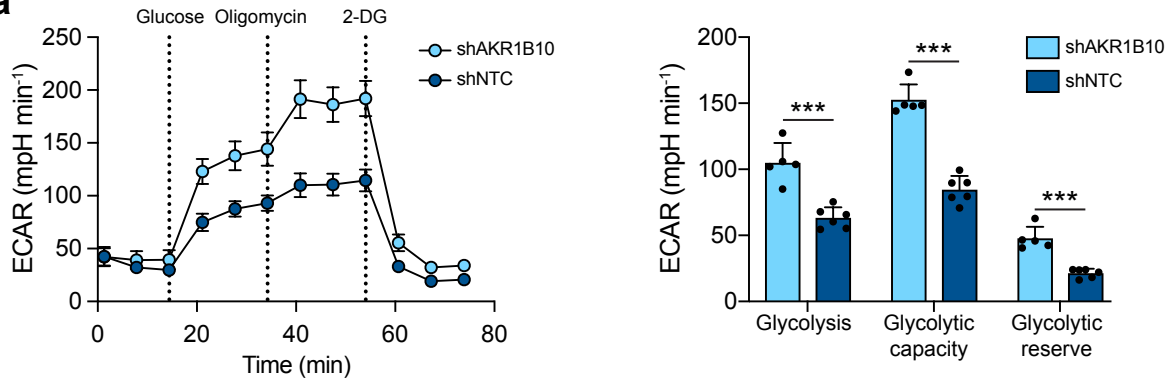 a
Glucose Oligomycin 2-DG
250
200
150
100
50
0
ECAR (mpH min⁻¹)
0 20 40 60 80
Time (min)
shAKR1B10
shNTC
200
150
100
50
0
ECAR (mpH min⁻¹)
***
***
***
Glycolysis
Glycolytic
capacity
Glycolytic
reserve
shAKR1B10
shNTC